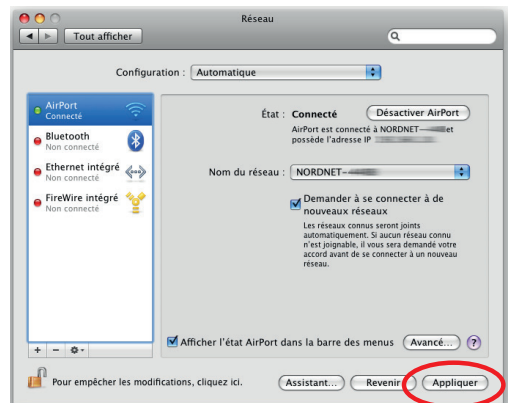 Réseau
Tout afficher
Configuration : Automatique
AirPort
Connecté
Bluetooth
Non connecté
Ethernet intégré
Non connecté
FireWire intégré
Non connecté
État : Connecté
Désactiver AirPort
AirPort est connecté à NORDNET- et
possède l'adresse IP
Nom du réseau : NORDNET-
Demander à se connecter à de
nouveaux réseaux
Les réseaux connus seront joints
automatiquement. Si aucun réseau connu
n'est joignable, il vous sera demandé votre
accord avant de se connecter à un nouveau
réseau.
Afficher l'état AirPort dans la barre des menus
Avancé...
?
Pour empêcher les modifications, cliquez ici.
Assistant...
Revenir
Appliquer